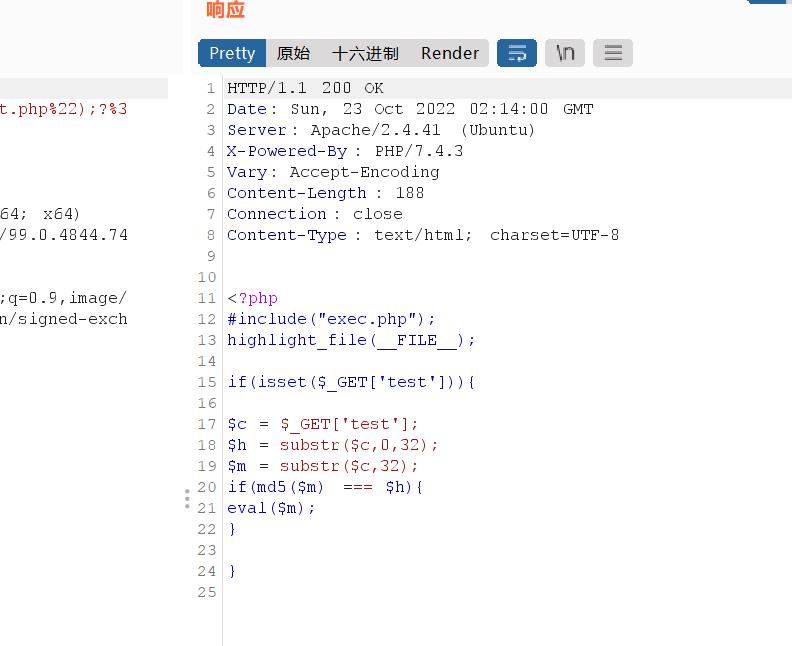 响应
Pretty 原始 十六进制 Render \n
t.php%22);?%3
64; x64)
/99.0.4844.74
;q=0.9,image/
n/signed-exch
1 HTTP/1.1 200 OK
2 Date: Sun, 23 Oct 2022 02:14:00 GMT
3 Server: Apache/2.4.41 (Ubuntu)
4 X-Powered-By: PHP/7.4.3
5 Vary: Accept-Encoding
6 Content-Length: 188
7 Connection: close
8 Content-Type: text/html; charset=UTF-8
9
10
11 <?php
12 #include("exec.php");
13 highlight_file(__FILE__);
14
15 if(isset($_GET['test'])){
16
17 $c = $_GET['test'];
18 $h = substr($c,0,32);
19 $m = substr($c,32);
20 if(md5($m) === $h){
21 eval($m);
22 }
23
24 }
25